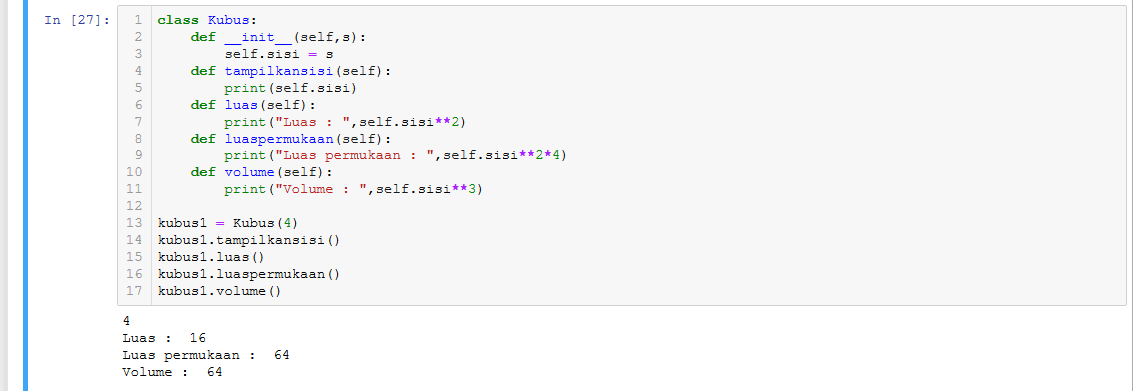 In [27]:
1 class Kubus:
2     def __init__(self,s):
3         self.sisi = s
4     def tampilkansisi(self):
5         print(self.sisi)
6     def luas(self):
7         print("Luas : ",self.sisi**2)
8     def luaspermukaan(self):
9         print("Luas permukaan : ",self.sisi**2*4)
10     def volume(self):
11         print("Volume : ",self.sisi**3)
12
13 kubus1 = Kubus(4)
14 kubus1.tampilkansisi()
15 kubus1.luas()
16 kubus1.luaspermukaan()
17 kubus1.volume()
4
Luas :  16
Luas permukaan :  64
Volume :  64